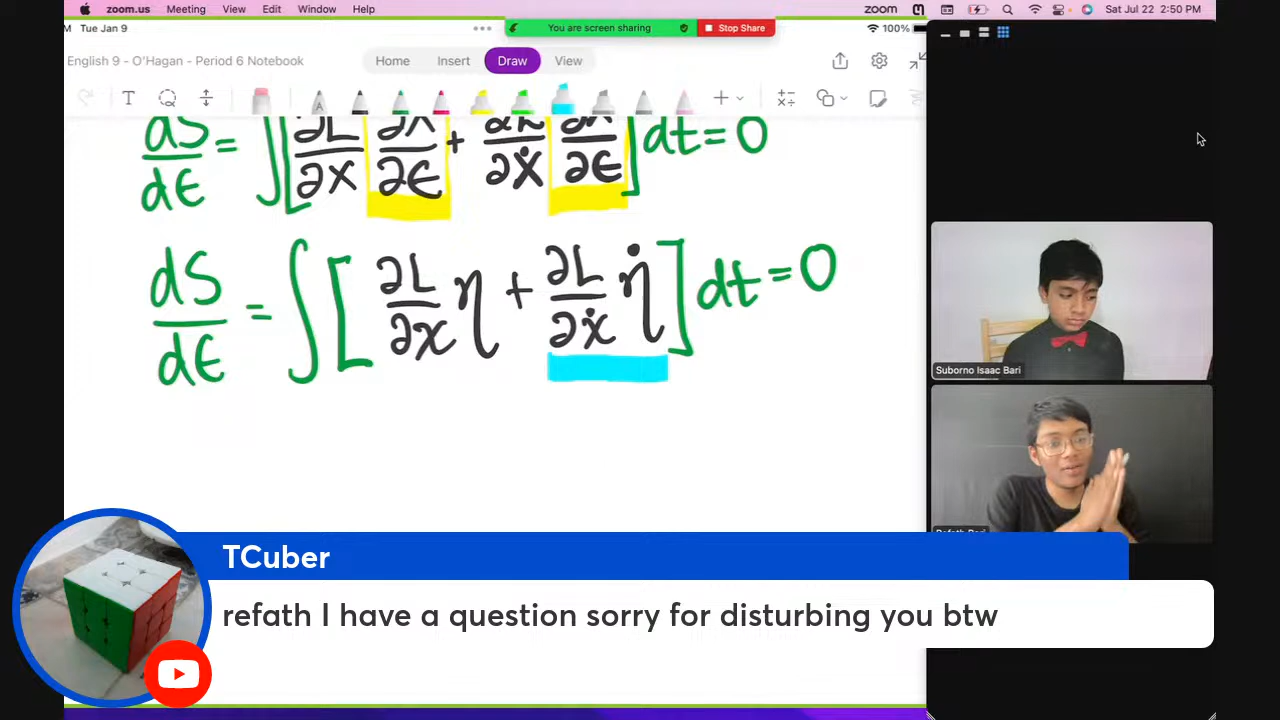 zoom.us Meeting View Edit Window Help
zoom
Sat Jul 22 2:50 PM
M Tue Jan 9
You are screen sharing
Stop Share
100%
English 9 - O'Hagan - Period 6 Notebook
Home Insert Draw View
T
A
dS/dε = ∫[∂L/∂x ∂x/∂ε + ∂L/∂ẋ ∂ẋ/∂ε]dt=0
dS/dε = ∫[∂L/∂x η + ∂L/∂ẋ η̇]dt=0
Suborno Isaac Bari
Refath Bari
TCuber
refath I have a question sorry for disturbing you btw